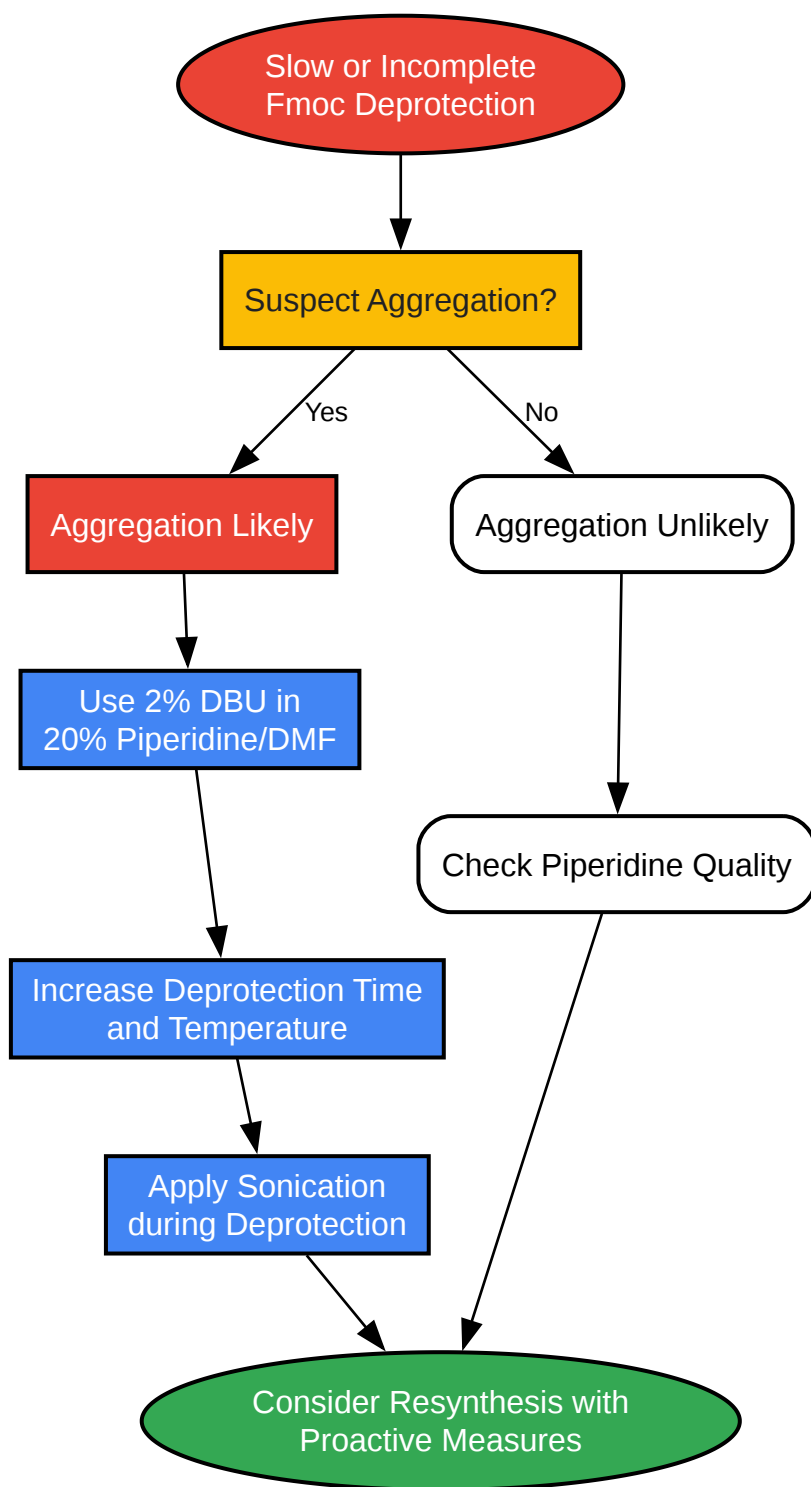 Slow or Incomplete
Fmoc Deprotection
Suspect Aggregation?
Yes
No
Aggregation Likely
Aggregation Unlikely
Use 2% DBU in
20% Piperidine/DMF
Check Piperidine Quality
Increase Deprotection Time
and Temperature
Apply Sonication
during Deprotection
Consider Resynthesis with
Proactive Measures